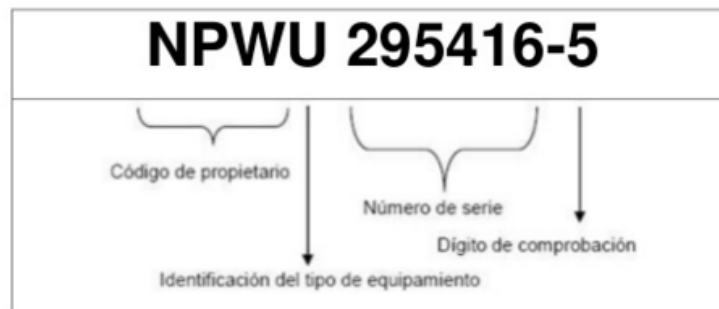 NPWU 295416-5
Código de propietario
Número de serie
Dígito de comprobación
Identificación del tipo de equipamiento